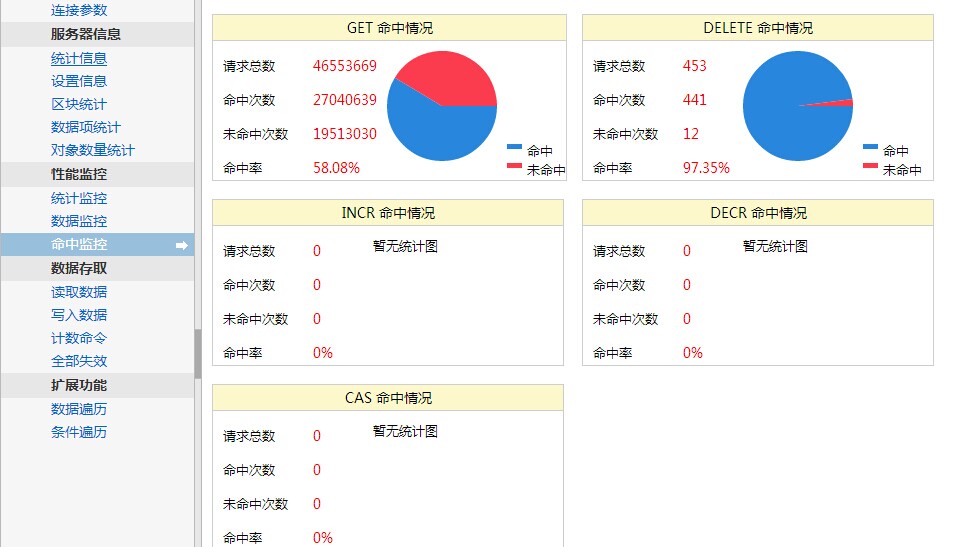 连接参数
服务器信息
统计信息
设置信息
区块统计
数据项统计
对象数量统计
性能监控
统计监控
数据监控
命中监控
数据存取
读取数据
写入数据
计数命令
全部失效
扩展功能
数据遍历
条件遍历
GET 命中情况
请求总数 46553669
命中次数 27040639
未命中次数 19513030
命中率 58.08%
命中
未命中
DELETE 命中情况
请求总数 453
命中次数 441
未命中次数 12
命中率 97.35%
命中
未命中
INCR 命中情况
请求总数 0 暂无统计图
命中次数 0
未命中次数 0
命中率 0%
DECR 命中情况
请求总数 0 暂无统计图
命中次数 0
未命中次数 0
命中率 0%
CAS 命中情况
请求总数 0 暂无统计图
命中次数 0
未命中次数 0
命中率 0%